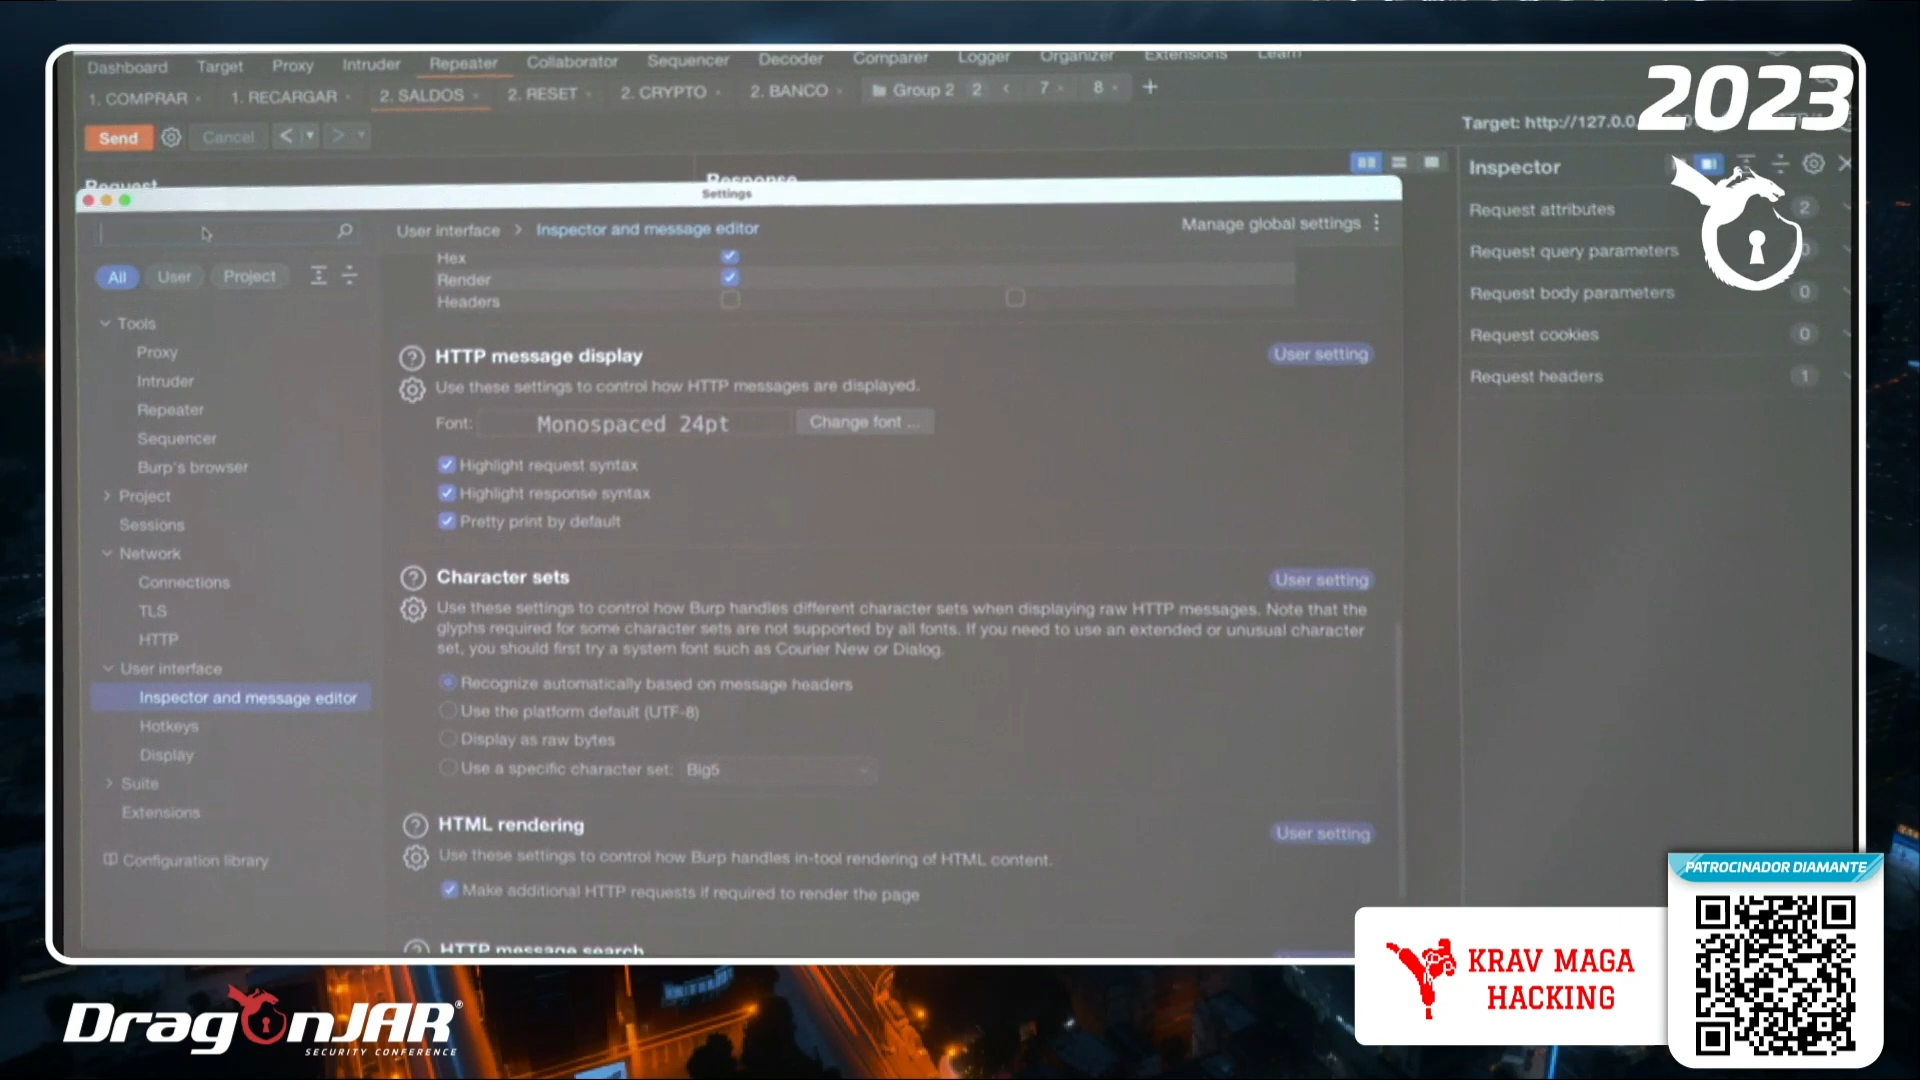 Dashboard Target Proxy Intruder Repeater Collaborator Sequencer Decoder Comparer Logger Organizer Extensions Learn
1. COMPRAR 1. RECARGAR 2. SALDOS 2. RESET 2. CRYPTO 2. BANCO Group 2 2 7 8 +
2023
Send Cancel < >
Target: http://127.0.0.
Request
Response
Inspector
Request attributes 2
Request query parameters
Request body parameters 0
Request cookies 0
Request headers 1
Settings
User interface > Inspector and message editor
Manage global settings
All User Project
Tools
Proxy
Intruder
Repeater
Sequencer
Burp's browser
Project
Sessions
Network
Connections
TLS
HTTP
User interface
Inspector and message editor
Hotkeys
Display
Suite
Extensions
Configuration library
Hex
Render
Headers
HTTP message display
User setting
Use these settings to control how HTTP messages are displayed.
Font: Monospaced 24pt Change font ...
Highlight request syntax
Highlight response syntax
Pretty print by default
Character sets
User setting
Use these settings to control how Burp handles different character sets when displaying raw HTTP messages. Note that the
glyphs required for some character sets are not supported by all fonts. If you need to use an extended or unusual character
set, you should first try a system font such as Courier New or Dialog.
Recognize automatically based on message headers
Use the platform default (UTF-8)
Display as raw bytes
Use a specific character set: Big5
HTML rendering
User setting
Use these settings to control how Burp handles in-tool rendering of HTML content.
Make additional HTTP requests if required to render the page
HTTP message search
PATROCINADOR DIAMANTE
KRAV MAGA
HACKING
DragonJAR®
SECURITY CONFERENCE